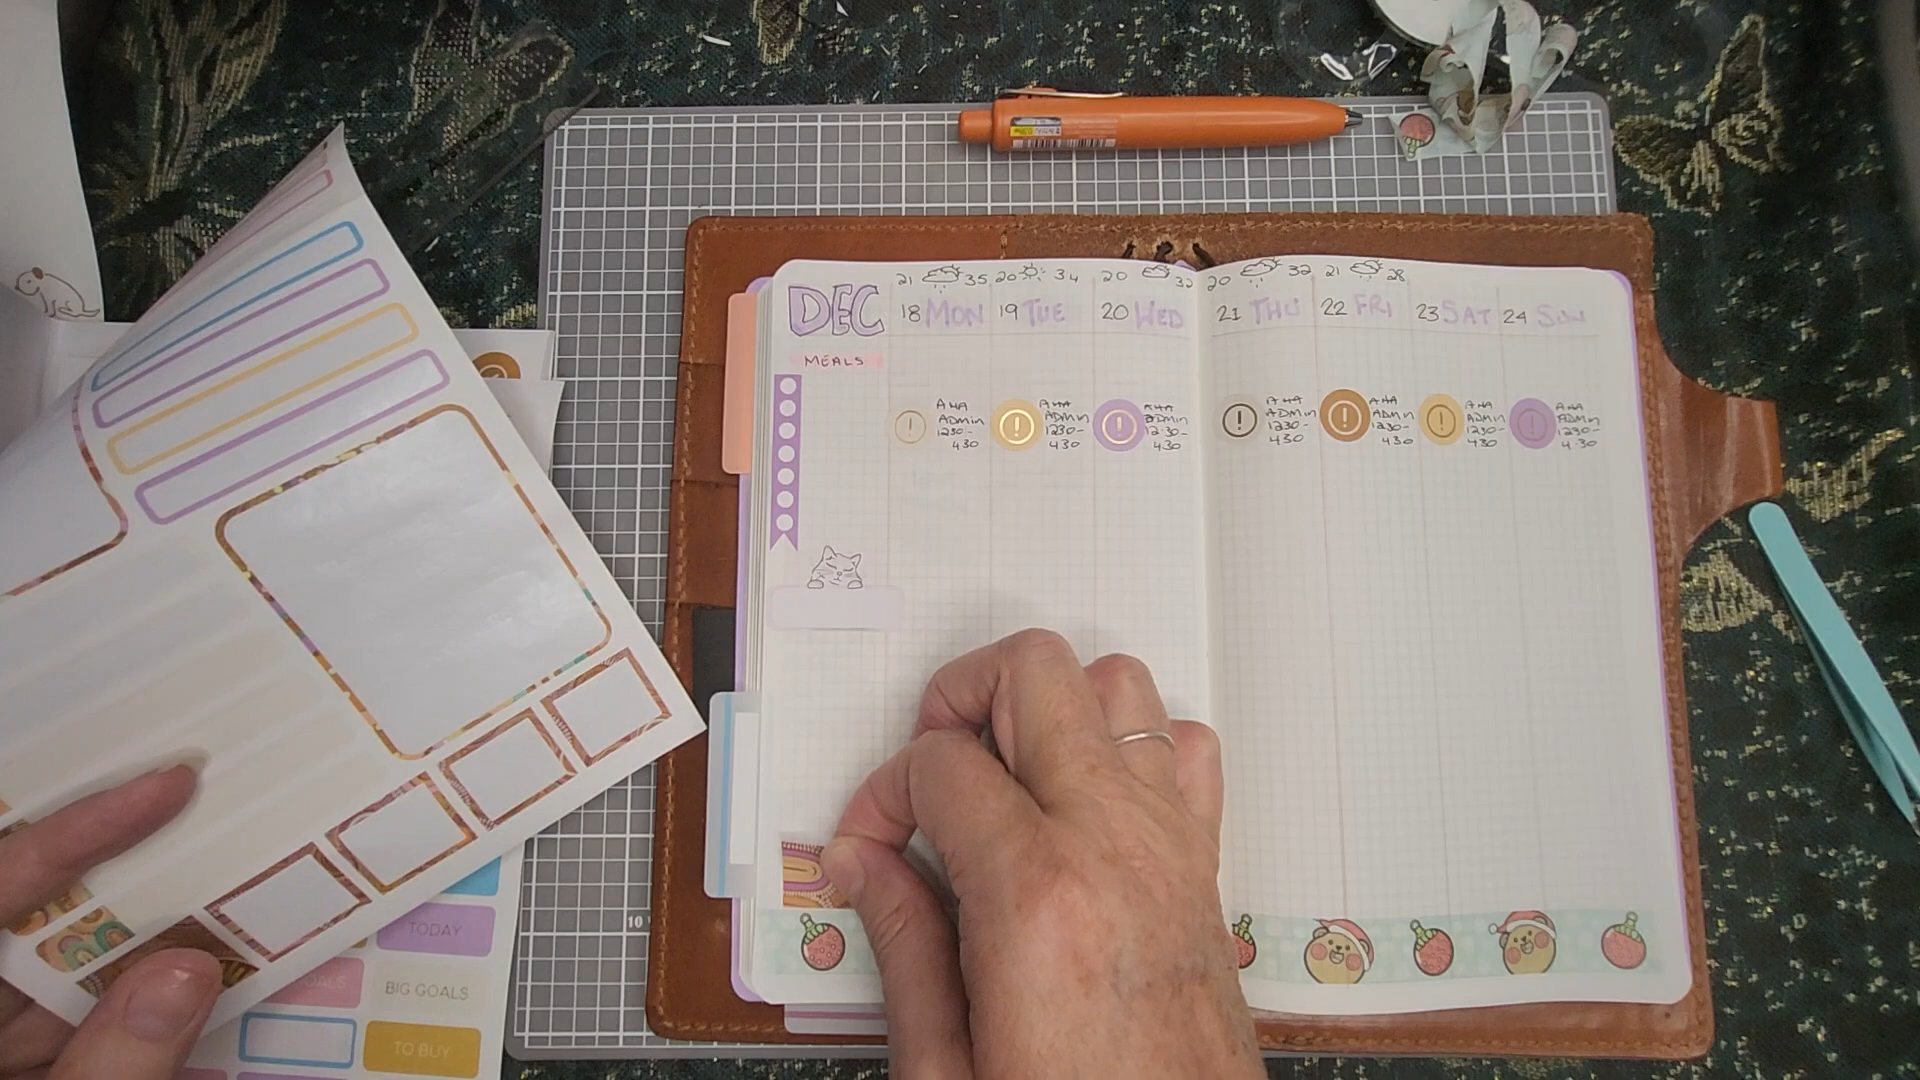 21 35 20 34 20 32 20 32 21 28
DEC 18 MON 19 TUE 20 WED 21 THU 22 FRI 23 SAT 24 SUN
MEALS
AHA AHA AHA AHA AHA AHA AHA
ADMIN ADMIN ADMIN ADMIN ADMIN ADMIN ADMIN
1230- 1230- 12:30- 1230- 1230- 1230- 1230-
430 430 430 430 430 430 4.30
10
TODAY
GOALS BIG GOALS
TO BUY